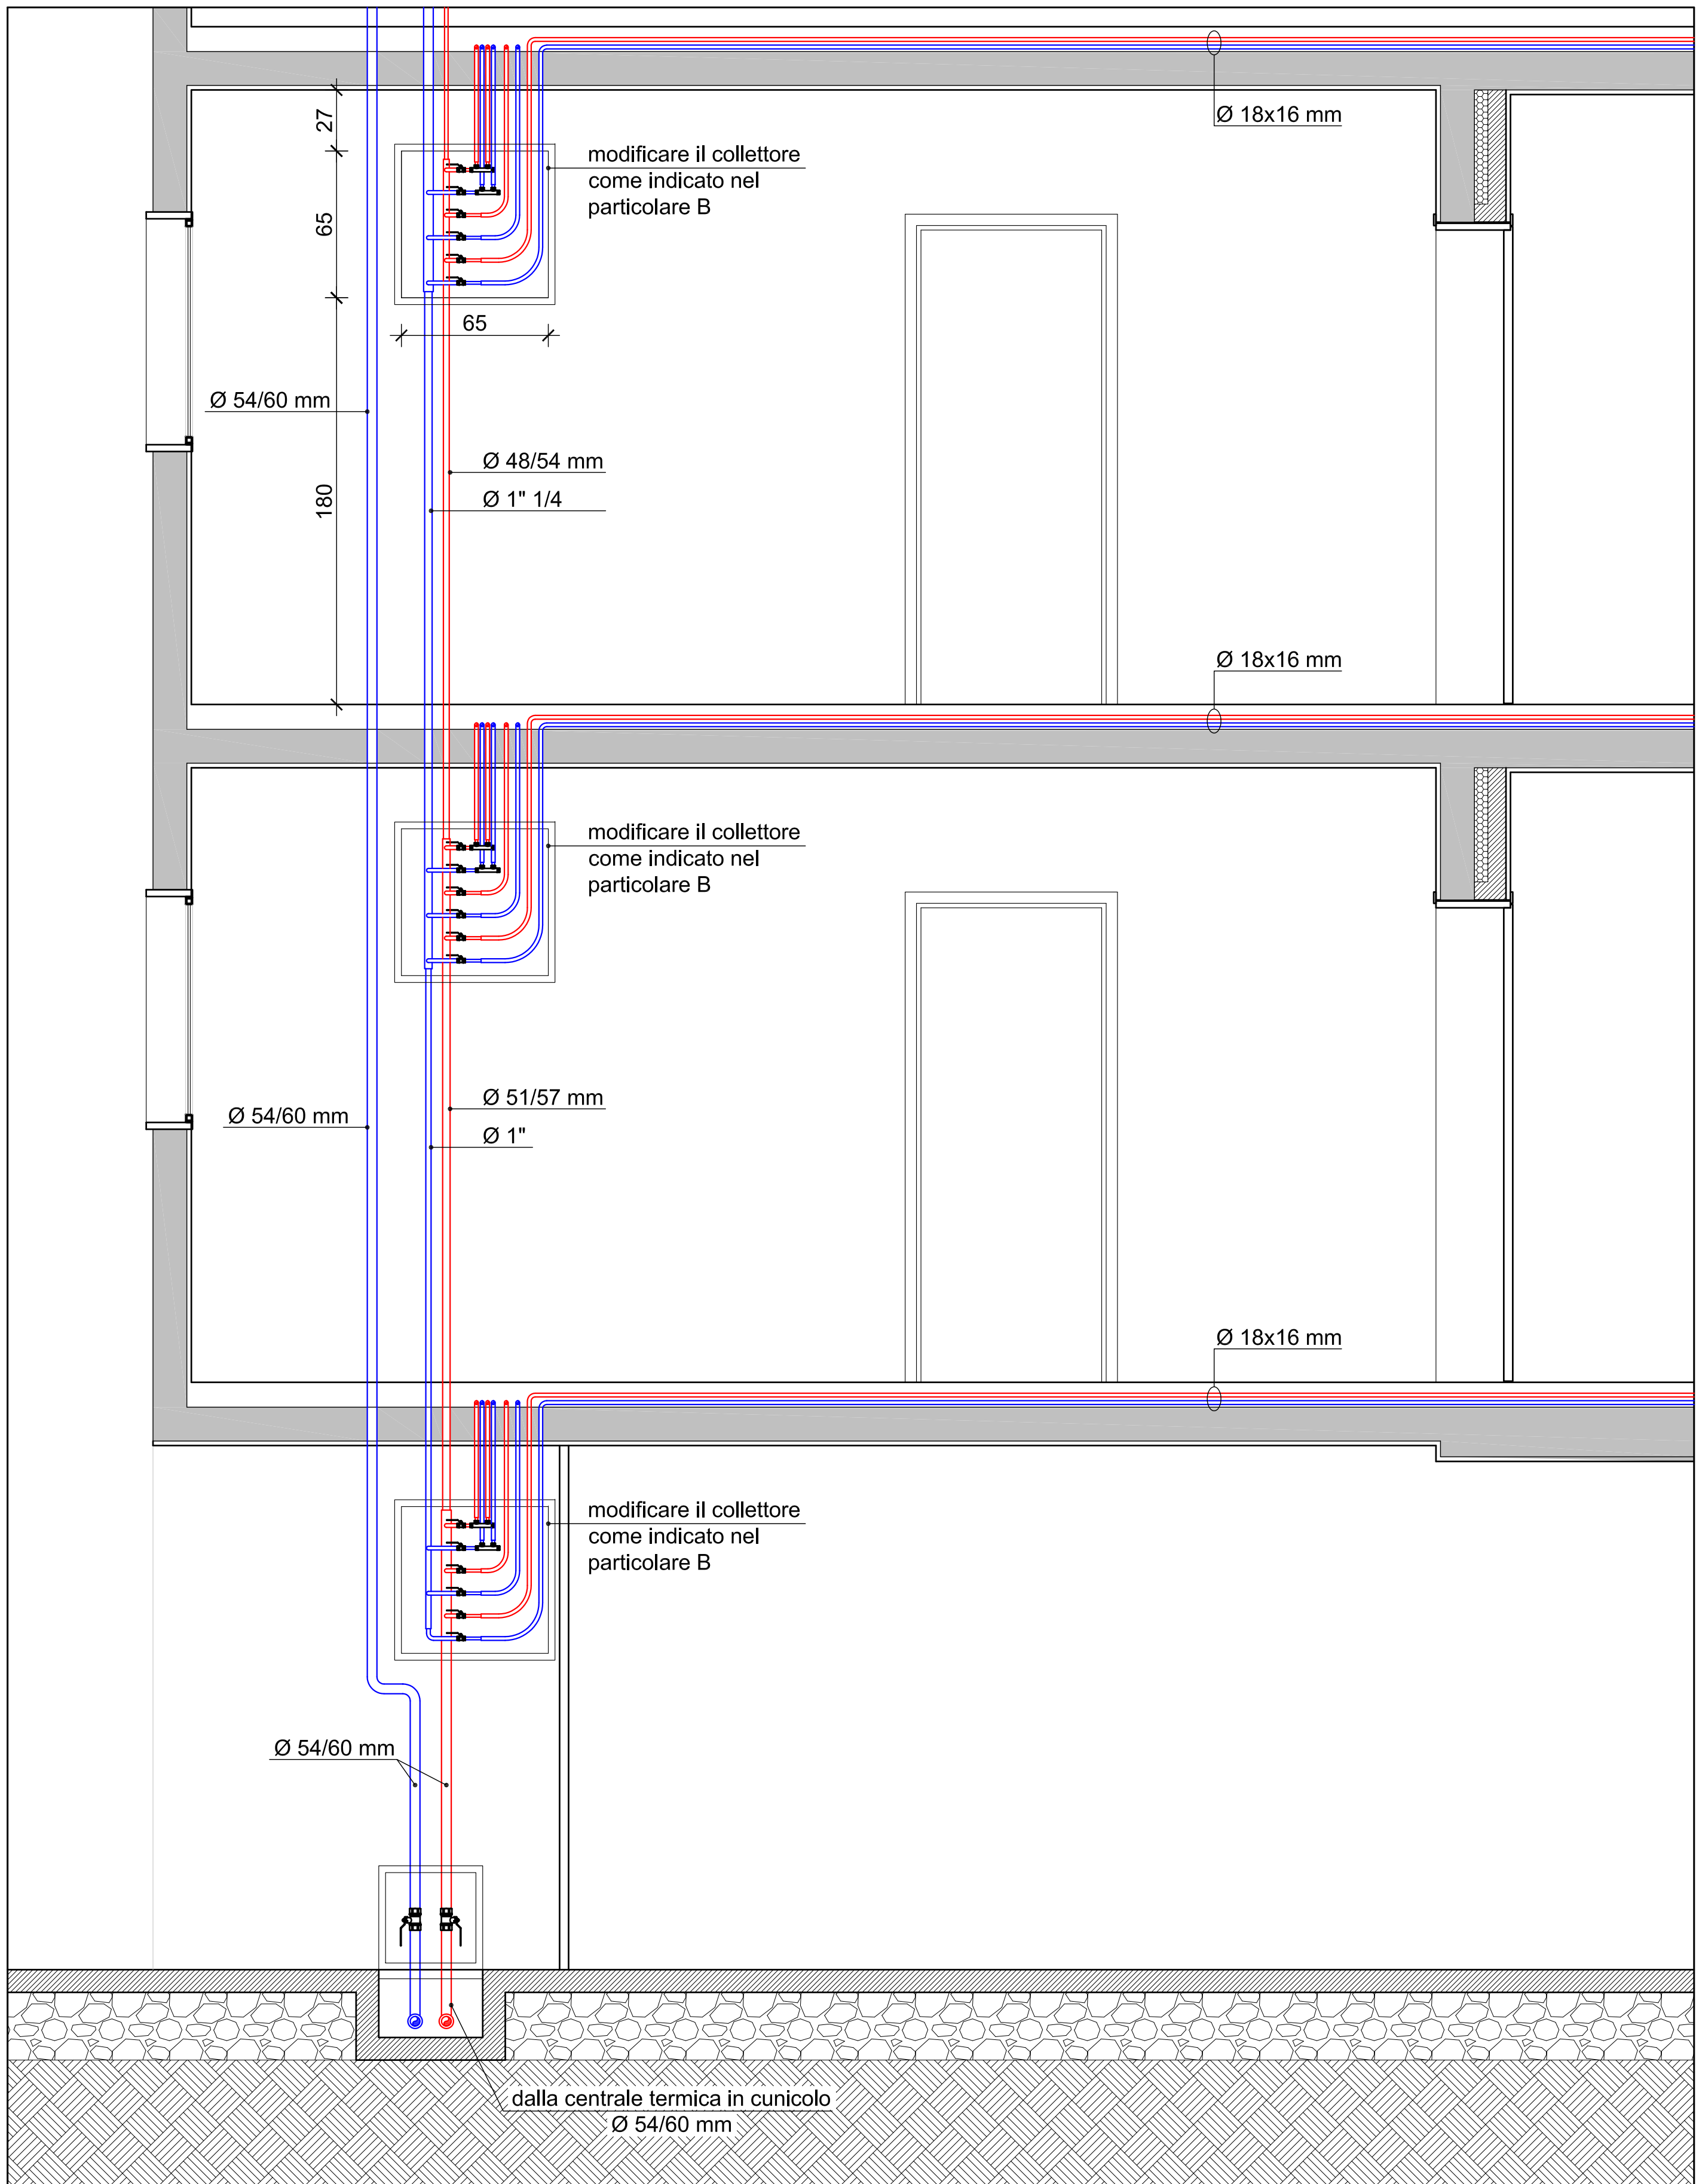 Ø 18x16 mm
27
modificare il collettore
come indicato nel
particolare B
65
65
Ø 54/60 mm
Ø 48/54 mm
Ø 1" 1/4
180
Ø 18x16 mm
modificare il collettore
come indicato nel
particolare B
Ø 51/57 mm
Ø 54/60 mm
Ø 1"
Ø 18x16 mm
modificare il collettore
come indicato nel
particolare B
Ø 54/60 mm
dalla centrale termica in cunicolo
Ø 54/60 mm